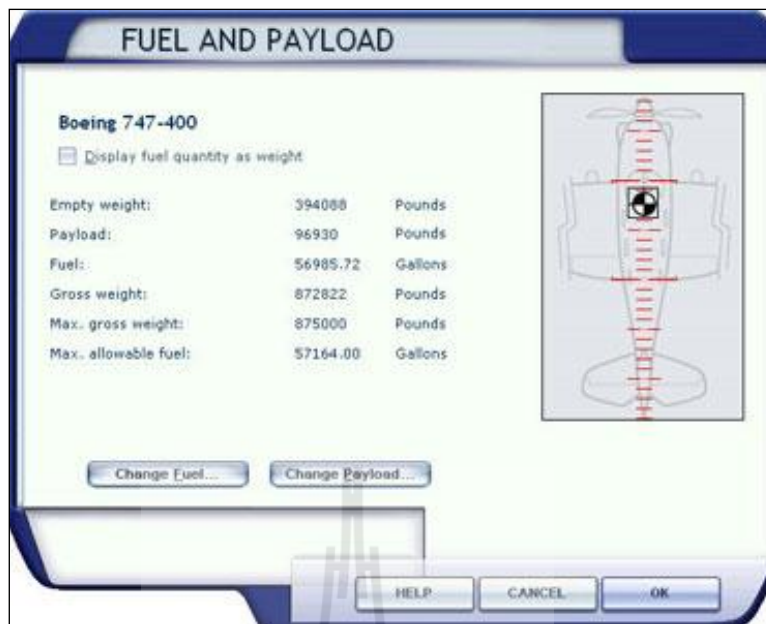 FUEL AND PAYLOAD
Boeing 747-400
Display fuel quantity as weight
Empty weight: 394088 Pounds
Payload: 96930 Pounds
Fuel: 56985.72 Gallons
Gross weight: 872822 Pounds
Max. gross weight: 875000 Pounds
Max. allowable fuel: 57164.00 Gallons
Change Fuel... Change Payload...
HELP CANCEL OK